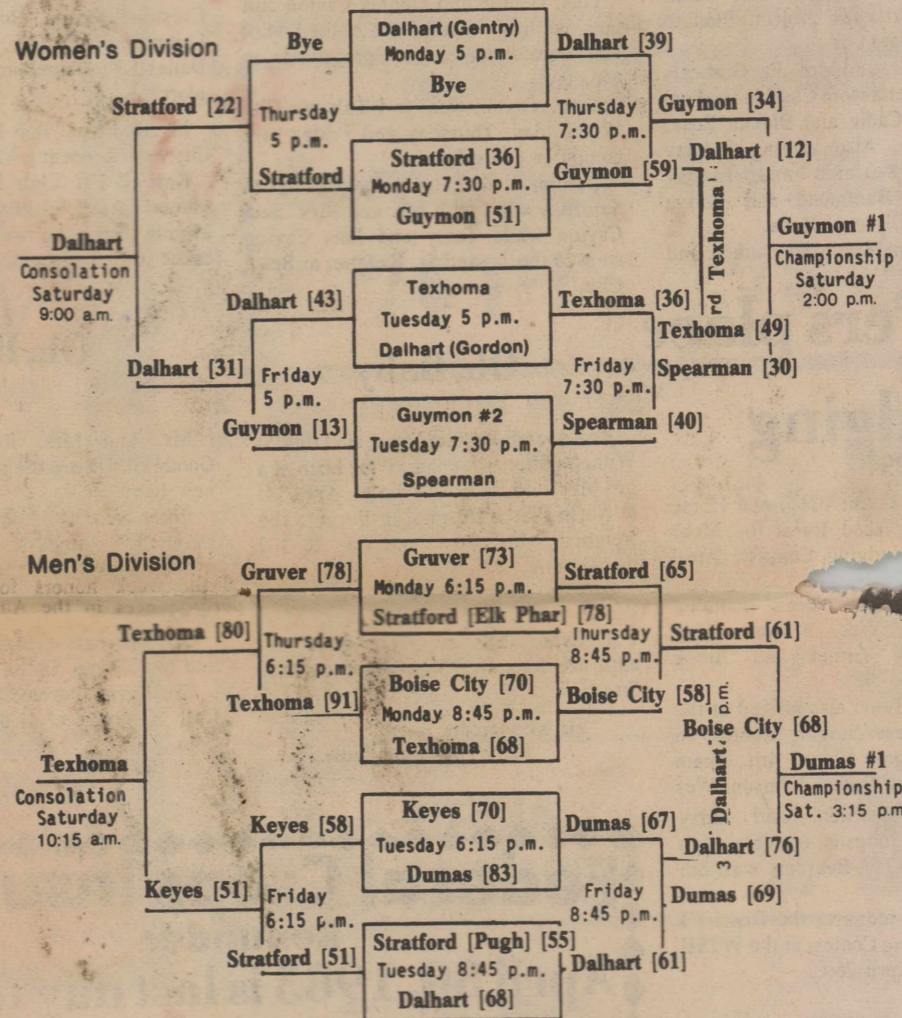 Women's Division
Bye
Dalhart (Gentry)
Monday 5 p.m.
Bye
Dalhart [39]
Stratford [22]
Thursday
5 p.m.
Thursday
7:30 p.m.
Guymon [34]
Stratford
Stratford [36]
Monday 7:30 p.m.
Guymon [51]
Guymon [59]
Dalhart [12]
rd Texhoma
Dalhart
Consolation
Saturday
9:00 a.m.
Guymon #1
Championship
Saturday
2:00 p.m.
Dalhart [43]
Texhoma
Tuesday 5 p.m.
Dalhart (Gordon)
Texhoma [36]
Texhoma [49]
Dalhart [31]
Friday
5 p.m.
Friday
7:30 p.m.
Spearman [30]
Guymon [13]
Guymon #2
Tuesday 7:30 p.m.
Spearman
Spearman [40]
Men's Division
Gruver [78]
Gruver [73]
Monday 6:15 p.m.
Stratford [Elk Phar] [78]
Stratford [65]
Texhoma [80]
Thursday
6:15 p.m.
Thursday
8:45 p.m.
Stratford [61]
Texhoma [91]
Boise City [70]
Monday 8:45 p.m.
Texhoma [68]
Boise City [58]
Boise City [68]
3 Dalhart
p.m.
Texhoma
Consolation
Saturday
10:15 a.m.
Dumas #1
Championship
Sat. 3:15 p.m
Keyes [58]
Keyes [70]
Tuesday 6:15 p.m.
Dumas [83]
Dumas [67]
Dalhart [76]
Keyes [51]
Friday
6:15 p.m.
Friday
8:45 p.m.
Dumas [69]
Stratford [51]
Stratford [Pugh] [55]
Tuesday 8:45 p.m.
Dalhart [68]
Dalhart [61]